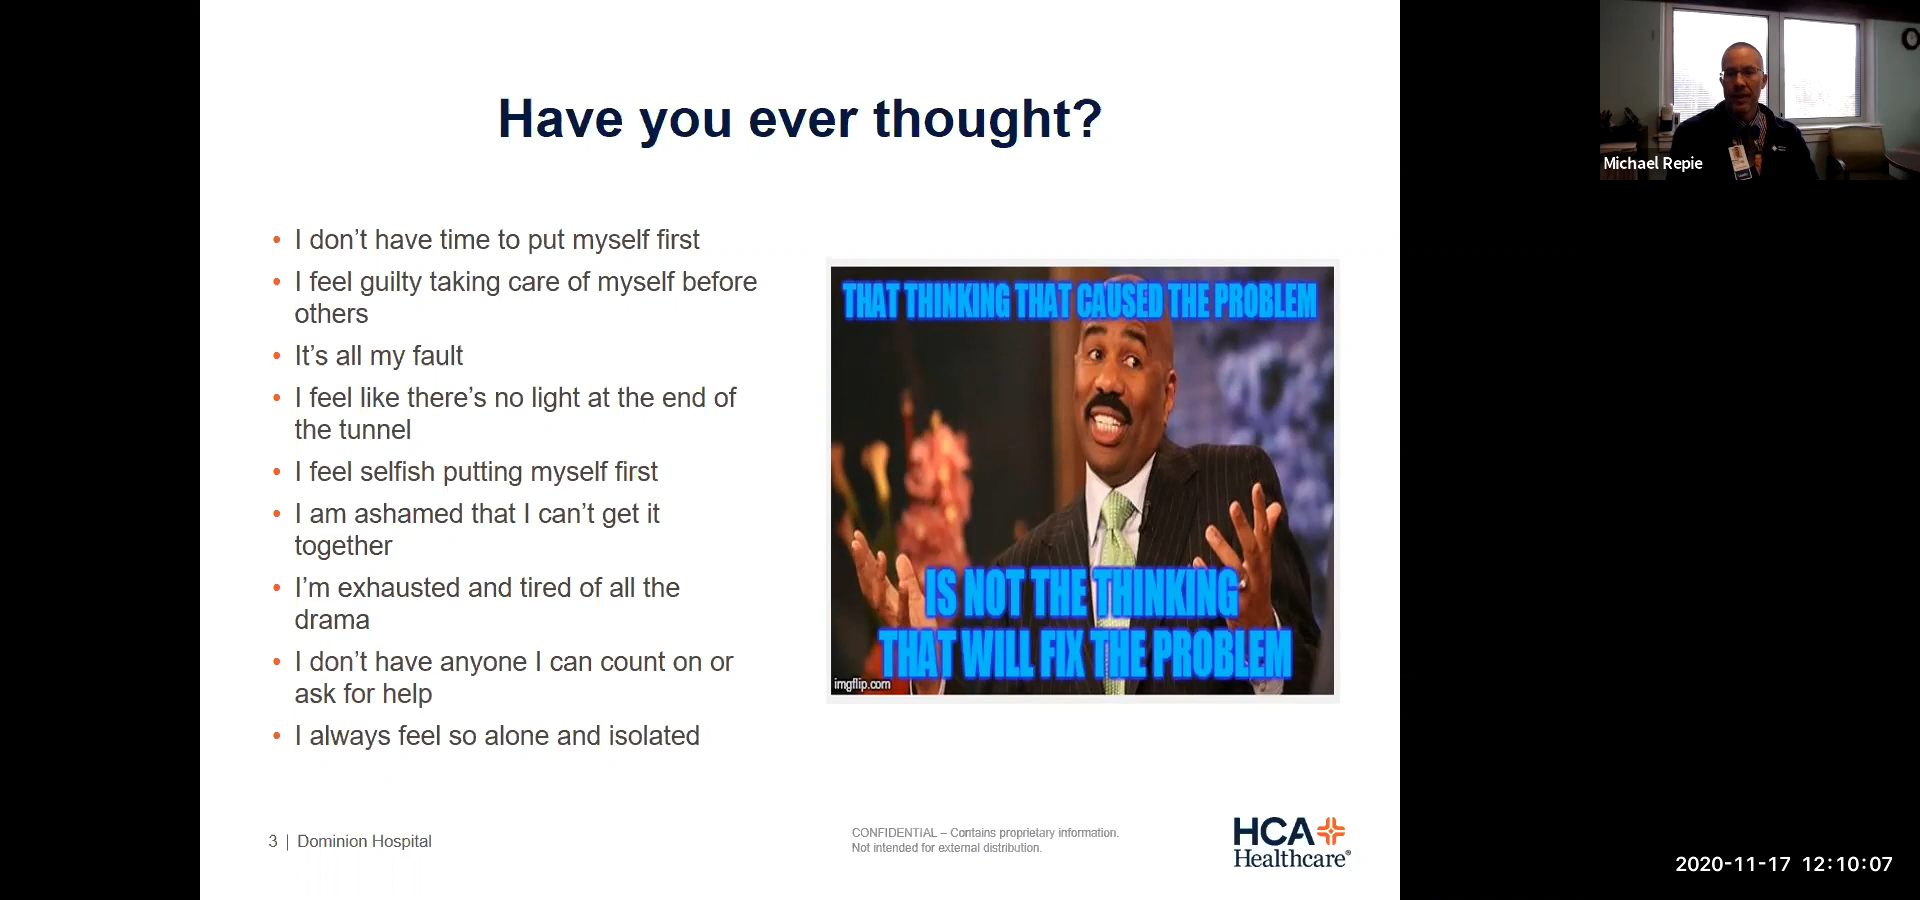 Have you ever thought?
• I don’t have time to put myself first
• I feel guilty taking care of myself before
others
• It’s all my fault
• I feel like there’s no light at the end of
the tunnel
• I feel selfish putting myself first
• I am ashamed that I can’t get it
together
• I’m exhausted and tired of all the
drama
• I don’t have anyone I can count on or
ask for help
• I always feel so alone and isolated
THAT THINKING THAT CAUSED THE PROBLEM
IS NOT THE THINKING
THAT WILL FIX THE PROBLEM
imgflip.com
3 | Dominion Hospital
CONFIDENTIAL – Contains proprietary information.
Not intended for external distribution.
HCA
Healthcare®
Michael Repie
2020-11-17 12:10:07